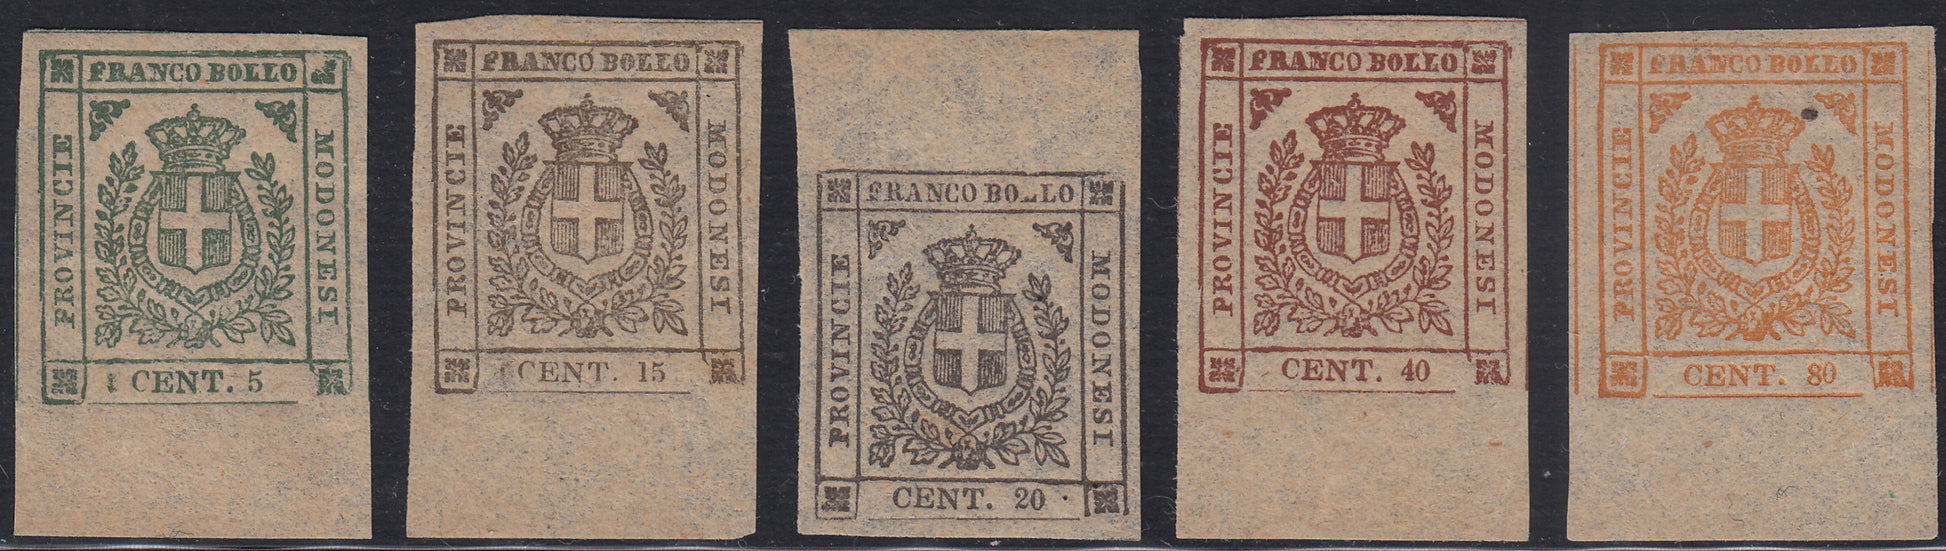 FRANCO BOLLO
PROVINCIE
MODONESI
CENT. 5
FRANCO BOLLO
PROVINCIE
MODONESI
CENT. 15
FRANCO BOLLO
PROVINCIE
MODONESI
CENT. 20
FRANCO BOLLO
PROVINCIE
MODONESI
CENT. 40
FRANCO BOLLO
PROVINCIE
MODONESI
CENT. 80